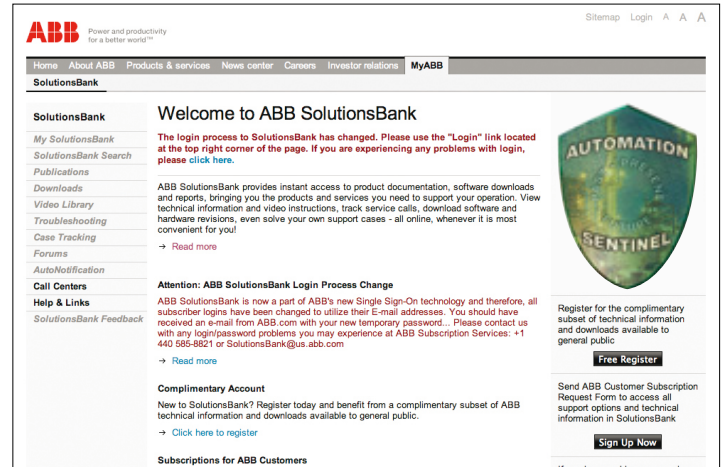 Sitemap Login A A A
ABB
Power and productivity
for a better world™
Home About ABB Products & services News center Careers Investor relations MyABB
SolutionsBank
SolutionsBank
My SolutionsBank
SolutionsBank Search
Publications
Downloads
Video Library
Troubleshooting
Case Tracking
Forums
AutoNotification
Call Centers
Help & Links
SolutionsBank Feedback
Welcome to ABB SolutionsBank
The login process to SolutionsBank has changed. Please use the "Login" link located
at the top right corner of the page. If you are experiencing any problems with login,
please click here.
ABB SolutionsBank provides instant access to product documentation, software downloads
and reports, bringing you the products and services you need to support your operation. View
technical information and video instructions, track service calls, download software and
hardware revisions, even solve your own support cases - all online, whenever it is most
convenient for you!
→ Read more
Attention: ABB SolutionsBank Login Process Change
ABB SolutionsBank is now a part of ABB's new Single Sign-On technology and therefore, all
subscriber logins have been changed to utilize their E-mail addresses. You should have
received an e-mail from ABB.com with your new temporary password... Please contact us
with any login/password problems you may experience at ABB Subscription Services: +1
440 585-8821 or SolutionsBank@us.abb.com
→ Read more
Complimentary Account
New to SolutionsBank? Register today and benefit from a complimentary subset of ABB
technical information and downloads available to general public.
→ Click here to register
Subscriptions for ABB Customers
AUTOMATION
SENTINEL
Register for the complimentary
subset of technical information
and downloads available to
general public
Free Register
Send ABB Customer Subscription
Request Form to access all
support options and technical
information in SolutionsBank
Sign Up Now